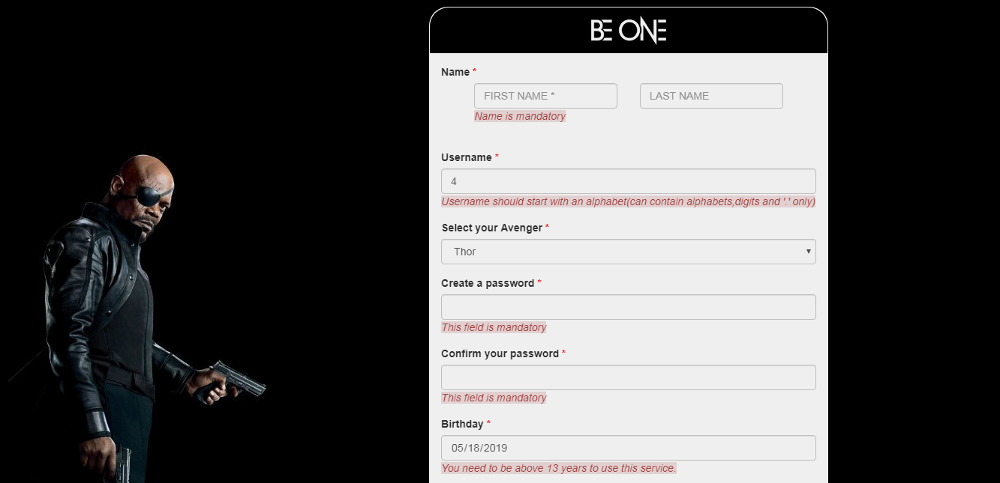 BE ONE
Name *
FIRST NAME * LAST NAME
Name is mandatory
Username *
4
Username should start with an alphabet(can contain alphabets,digits and '.' only)
Select your Avenger *
Thor
Create a password *
This field is mandatory
Confirm your password *
This field is mandatory
Birthday *
05/18/2019
You need to be above 13 years to use this service.